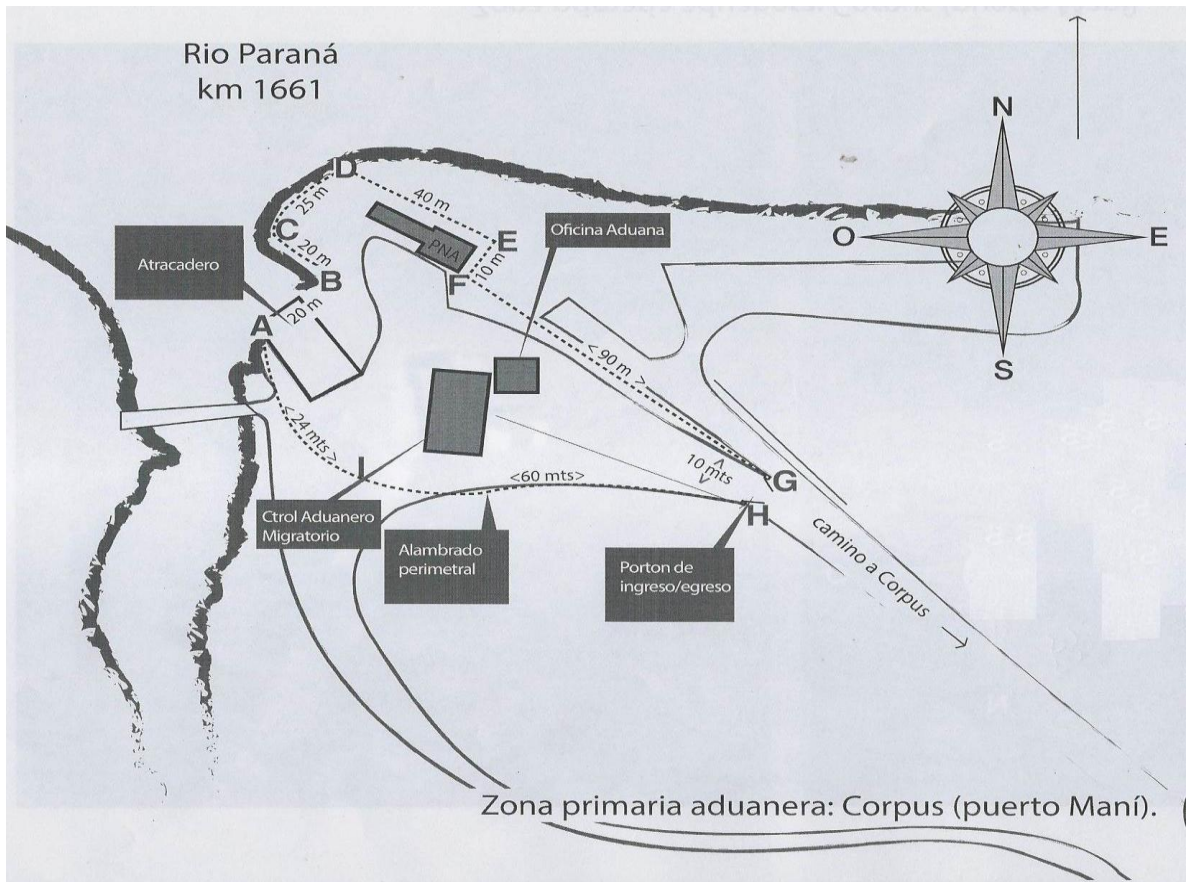 Rio Paraná
km 1661
N
D
25 m
40 m
C
20 m
PNA
E
10 m
Oficina Aduana
O
E
Atracadero
B
F
20 m
A
S
< 90 m >
<24 mts>
I
<60 mts>
< 10 mts >
G
H
Ctrol Aduanero
Migratorio
Alambrado
perimetral
Porton de
ingreso/egreso
camino a Corpus
Zona primaria aduanera: Corpus (puerto Maní).